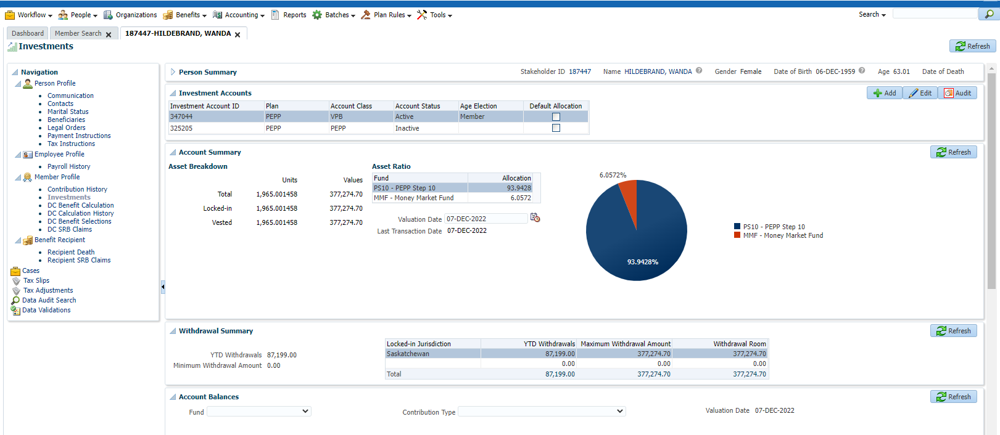 Workflow People Organizations Benefits Accounting Reports Batches Plan Rules Tools Search
Dashboard Member Search 187447-HILDEBRAND, WANDA
Investments Refresh
Navigation
Person Profile
Communication
Contacts
Marital Status
Beneficiaries
Legal Orders
Payment Instructions
Tax Instructions
Employee Profile
Payroll History
Member Profile
Contribution History
Investments
DC Benefit Calculation
DC Calculation History
DC Benefit Selections
DC SRB Claims
Benefit Recipient
Recipient Death
Recipient SRB Claims
Cases
Tax Slips
Tax Adjustments
Data Audit Search
Data Validations
Person Summary Stakeholder ID 187447 Name HILDEBRAND, WANDA Gender Female Date of Birth 06-DEC-1959 Age 63.01 Date of Death
Investment Accounts Add Edit Audit
Investment Account ID Plan Account Class Account Status Age Election Default Allocation
347044 PEPP VPB Active Member
325205 PEPP PEPP Inactive
Account Summary Refresh
Asset Breakdown
Units Values
Total 1,965.001458 377,274.70
Locked-in 1,965.001458 377,274.70
Vested 1,965.001458 377,274.70
Asset Ratio
Fund Allocation
PS10 - PEPP Step 10 93.9428
MMF - Money Market Fund 6.0572
Valuation Date 07-DEC-2022
Last Transaction Date 07-DEC-2022
6.0572%
93.9428%
PS10 - PEPP Step 10
MMF - Money Market Fund
Withdrawal Summary Refresh
YTD Withdrawals 87,199.00
Minimum Withdrawal Amount 0.00
Locked-in Jurisdiction YTD Withdrawals Maximum Withdrawal Amount Withdrawal Room
Saskatchewan 87,199.00 377,274.70 377,274.70
0.00 0.00 0.00
Total 87,199.00 377,274.70 377,274.70
Account Balances Refresh
Fund Contribution Type Valuation Date 07-DEC-2022